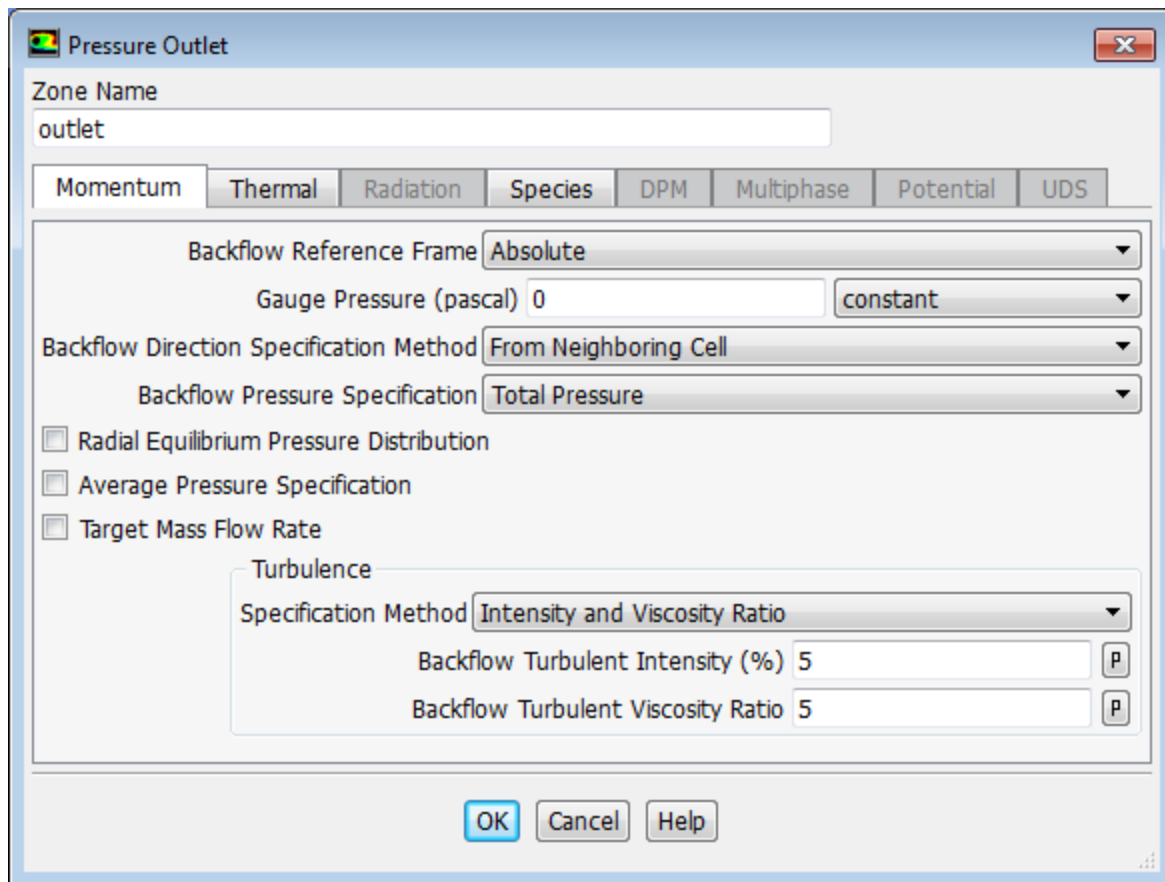 Pressure Outlet
Zone Name
outlet
Momentum Thermal Radiation Species DPM Multiphase Potential UDS
Backflow Reference Frame Absolute
Gauge Pressure (pascal) 0 constant
Backflow Direction Specification Method From Neighboring Cell
Backflow Pressure Specification Total Pressure
Radial Equilibrium Pressure Distribution
Average Pressure Specification
Target Mass Flow Rate
Turbulence
Specification Method Intensity and Viscosity Ratio
Backflow Turbulent Intensity (%) 5 P
Backflow Turbulent Viscosity Ratio 5 P
OK Cancel Help